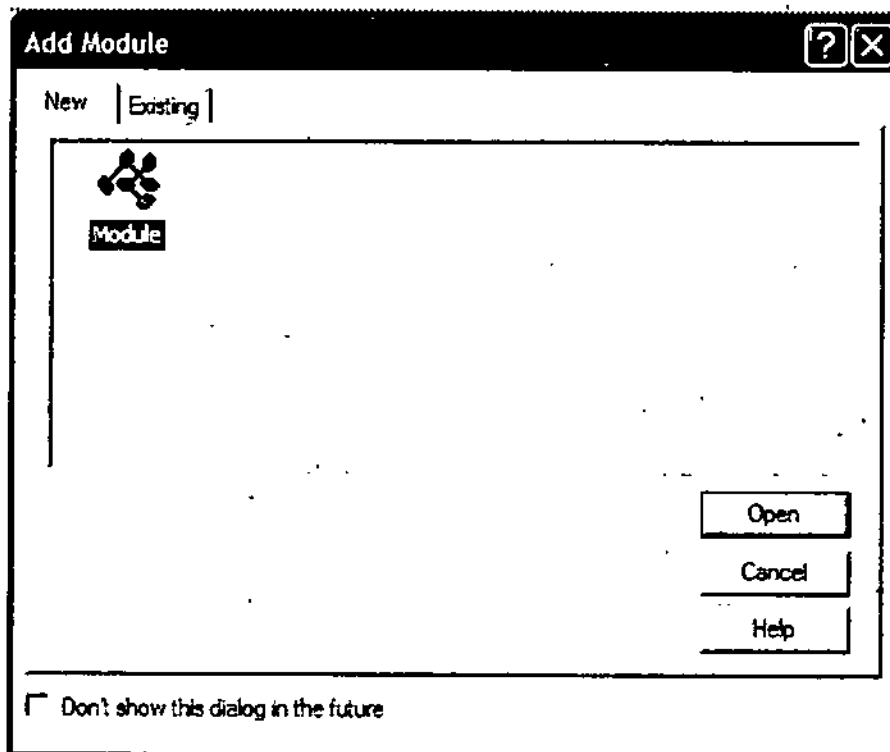 Add Module
New Existing
Module
Open
Cancel
Help
Don't show this dialog in the future